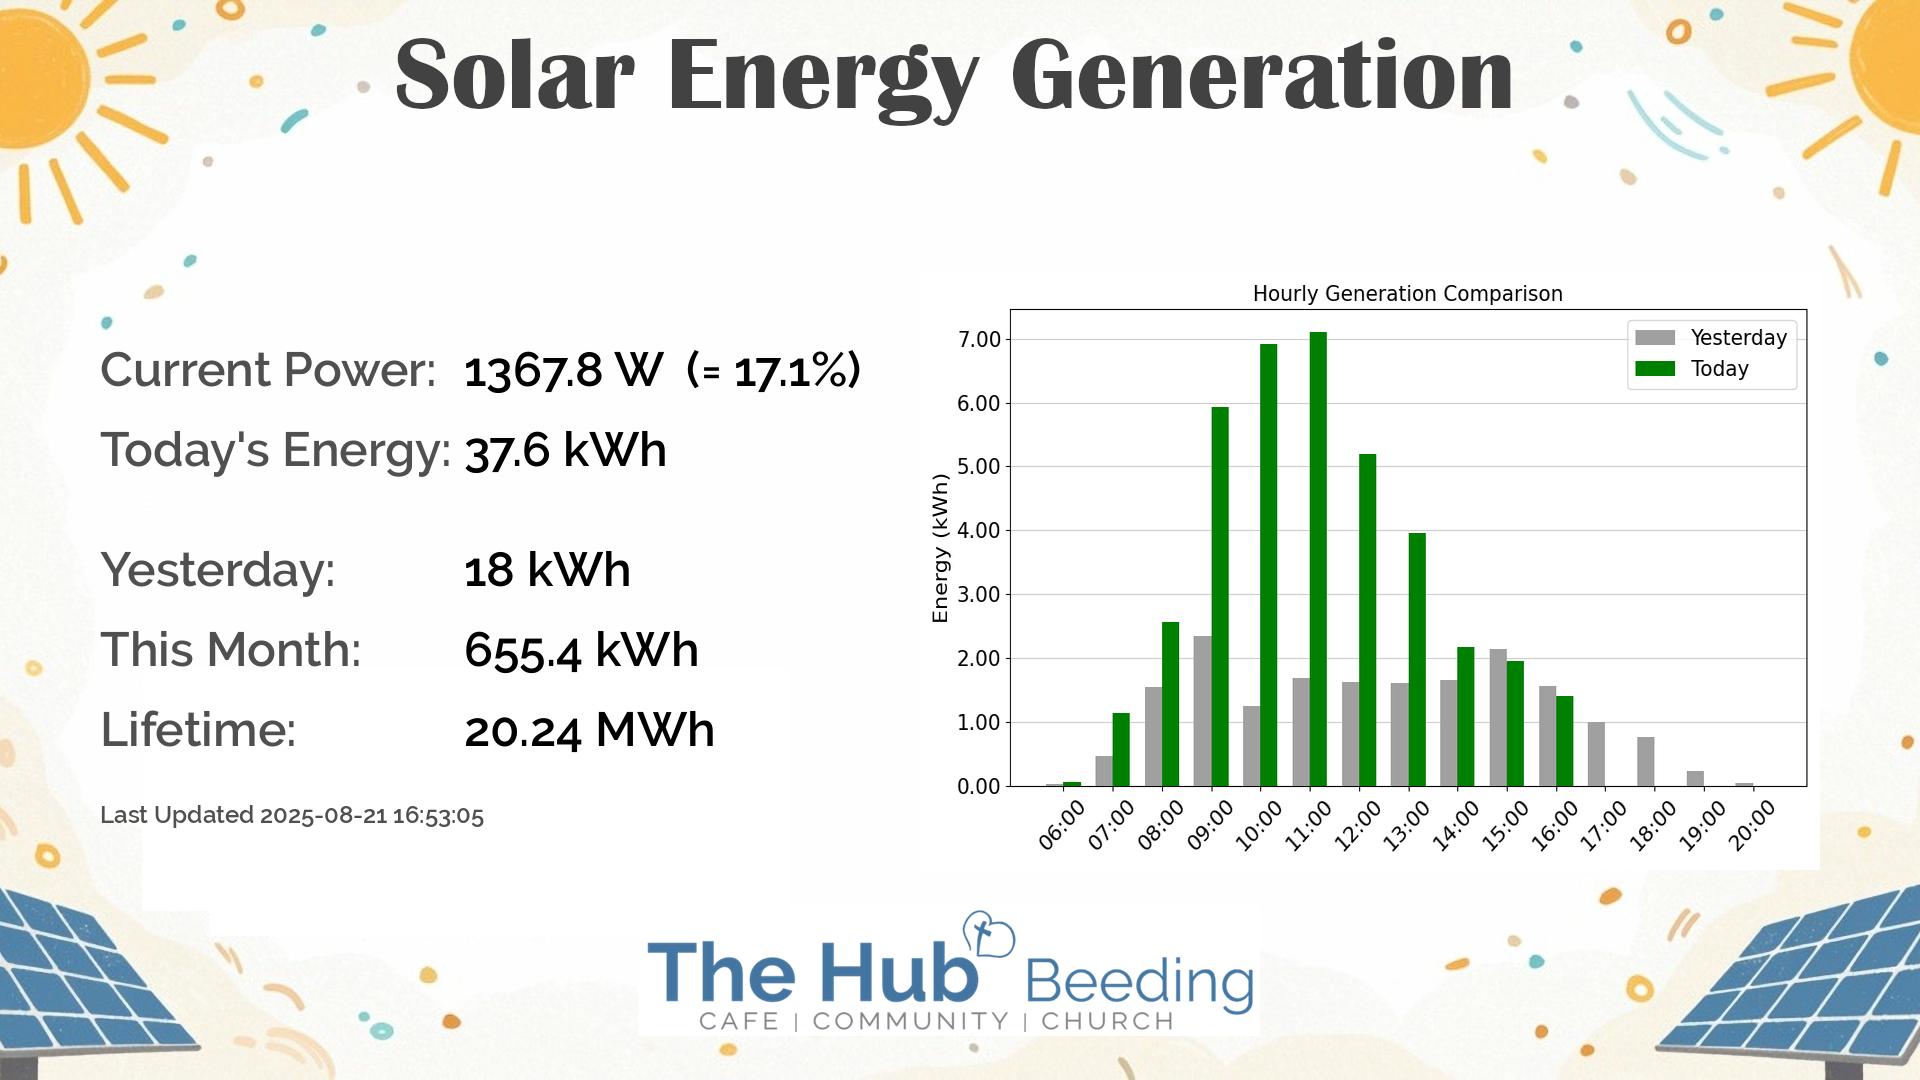 Solar Energy Generation
Current Power: 1367.8 W (= 17.1%)
Today's Energy: 37.6 kWh
Yesterday: 18 kWh
This Month: 655.4 kWh
Lifetime: 20.24 MWh
Last Updated 2025-08-21 16:53:05
Hourly Generation Comparison
Yesterday
Today
Energy (kWh)
7.00
6.00
5.00
4.00
3.00
2.00
1.00
0.00
06:00 07:00 08:00 09:00 10:00 11:00 12:00 13:00 14:00 15:00 16:00 17:00 18:00 19:00 20:00
The Hub Beeding
CAFE | COMMUNITY | CHURCH